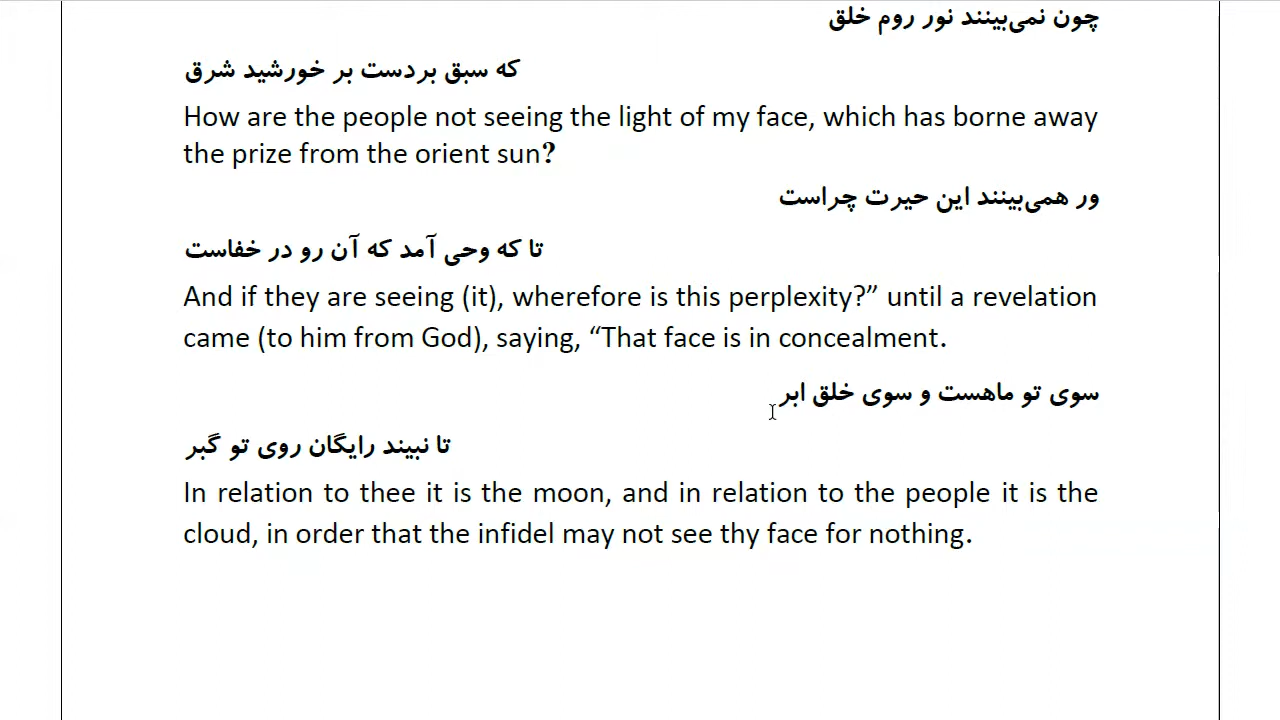 چون نمی‌بینند نور روم خلق
که سبق بردست بر خورشید شرق
How are the people not seeing the light of my face, which has borne away
the prize from the orient sun?
ور همی‌بینند این حیرت چراست
تا که وحی آمد که آن رو در خفاست
And if they are seeing (it), wherefore is this perplexity?” until a revelation
came (to him from God), saying, “That face is in concealment.
سوی تو ماهست و سوی خلق ابر
تا نبیند رایگان روی تو گبر
In relation to thee it is the moon, and in relation to the people it is the
cloud, in order that the infidel may not see thy face for nothing.